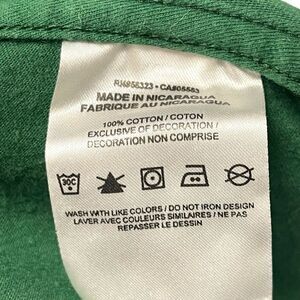 MADE IN NICARAGUA
FABRIQUE AU NICARAGUA
100% COTTON / COTON
EXCLUSIVE OF DECORATION /
DECORATION NON COMPRISE
30C
WASH WITH LIKE COLORS / DO NOT IRON DESIGN
LAVER AVEC COULEURS SIMILAIRES / NE PAS
REPASSER LE DESSIN